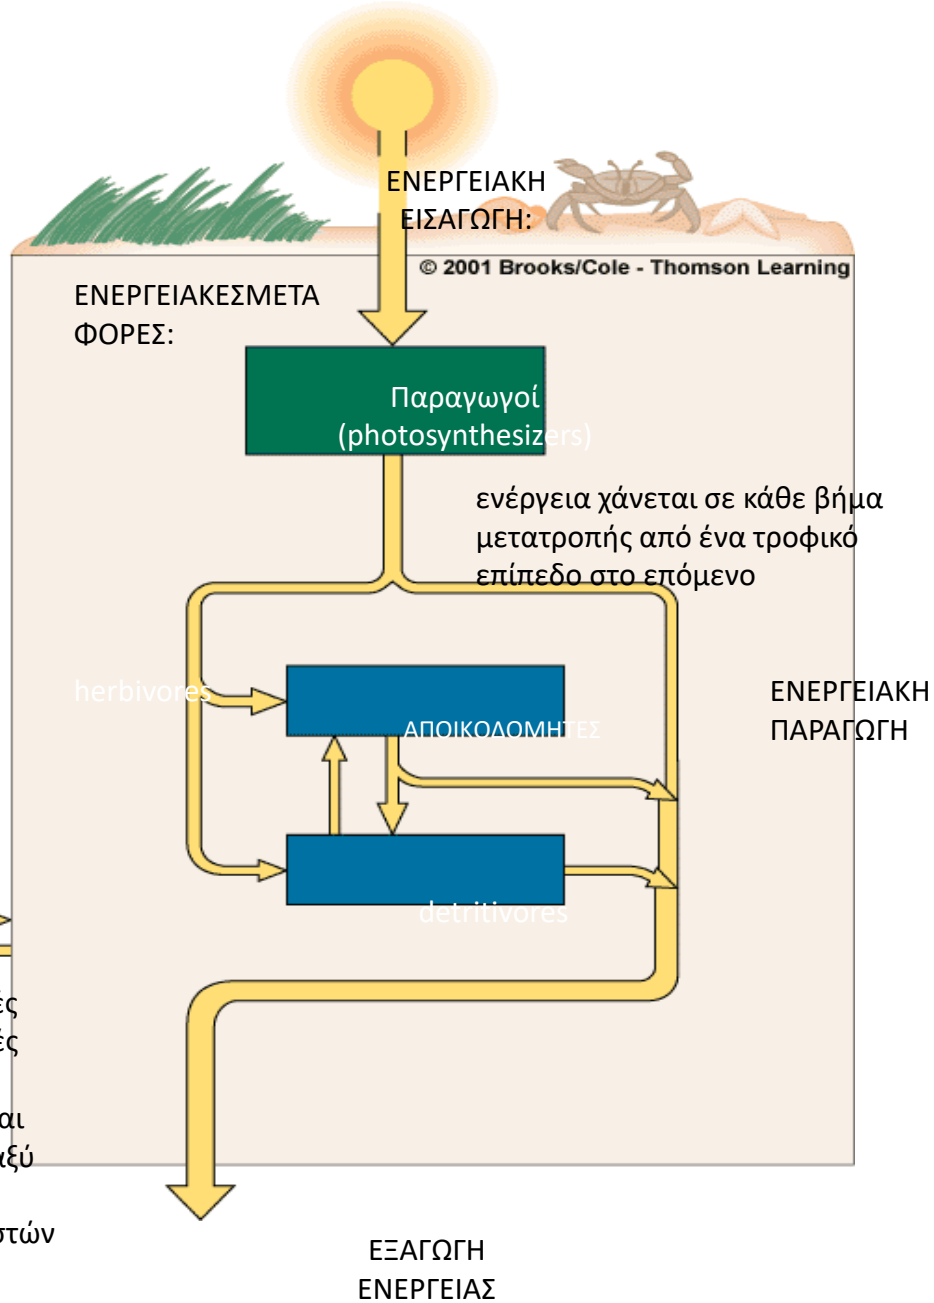 ΕΝΕΡΓΕΙΑΚΗ
ΕΙΣΑΓΩΓΗ:
© 2001 Brooks/Cole - Thomson Learning
ΕΝΕΡΓΕΙΑΚΕΣΜΕΤΑ
ΦΟΡΕΣ:
Παραγωγοί
(photosynthesizers)
ενέργεια χάνεται σε κάθε βήμα
μετατροπής από ένα τροφικό
επίπεδο στο επόμενο
herbivores
ΑΠΟΙΚΟΔΟΜΗΤΕΣ
ΕΝΕΡΓΕΙΑΚΗ
ΠΑΡΑΓΩΓΗ
detritivores
ΕΞΑΓΩΓΗ
ΕΝΕΡΓΕΙΑΣ